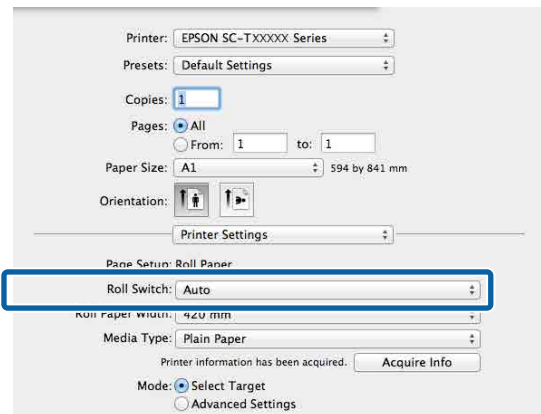 Printer: EPSON SC-TXXXXX Series
Presets: Default Settings
Copies: 1
Pages: All
From: 1 to: 1
Paper Size: A1 594 by 841 mm
Orientation:
Printer Settings
Page Setup: Roll Paper
Roll Switch: Auto
Roll Paper Width: 420 mm
Media Type: Plain Paper
Printer information has been acquired. Acquire Info
Mode: Select Target
Advanced Settings